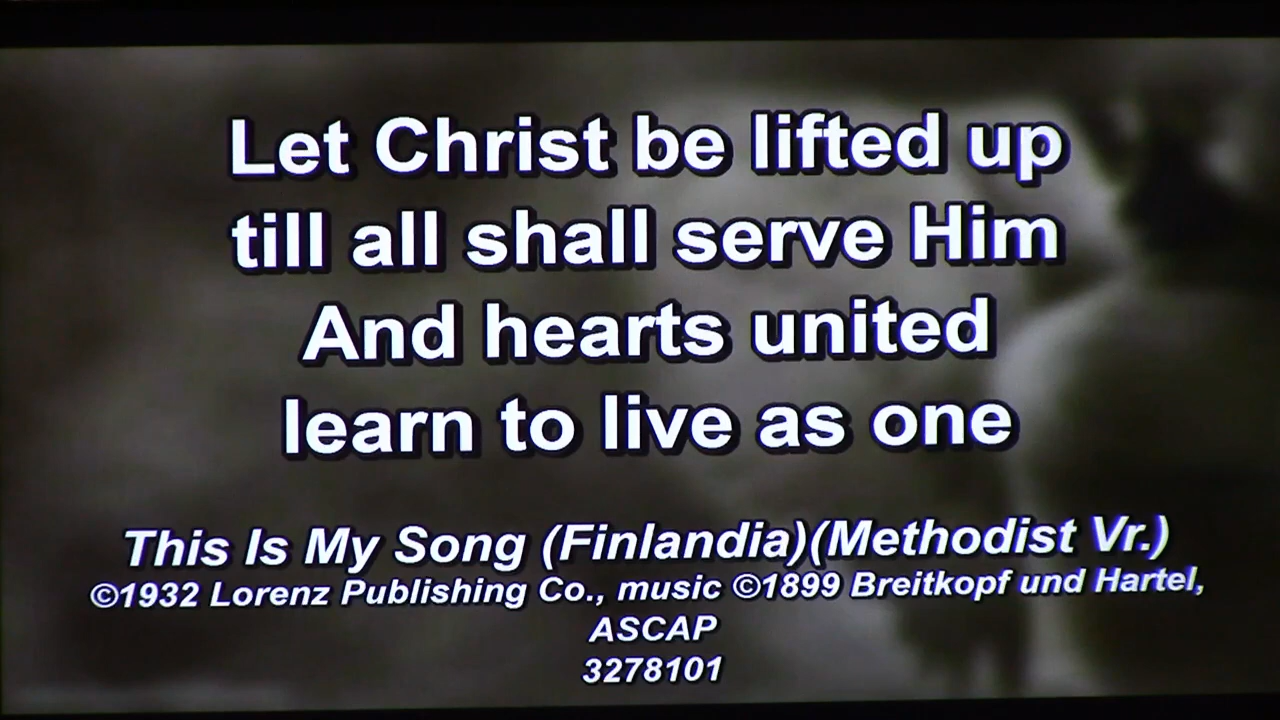 Let Christ be lifted up
till all shall serve Him
And hearts united
learn to live as one
This Is My Song (Finlandia)(Methodist Vr.)
©1932 Lorenz Publishing Co., music ©1899 Breitkopf und Hartel,
ASCAP
3278101